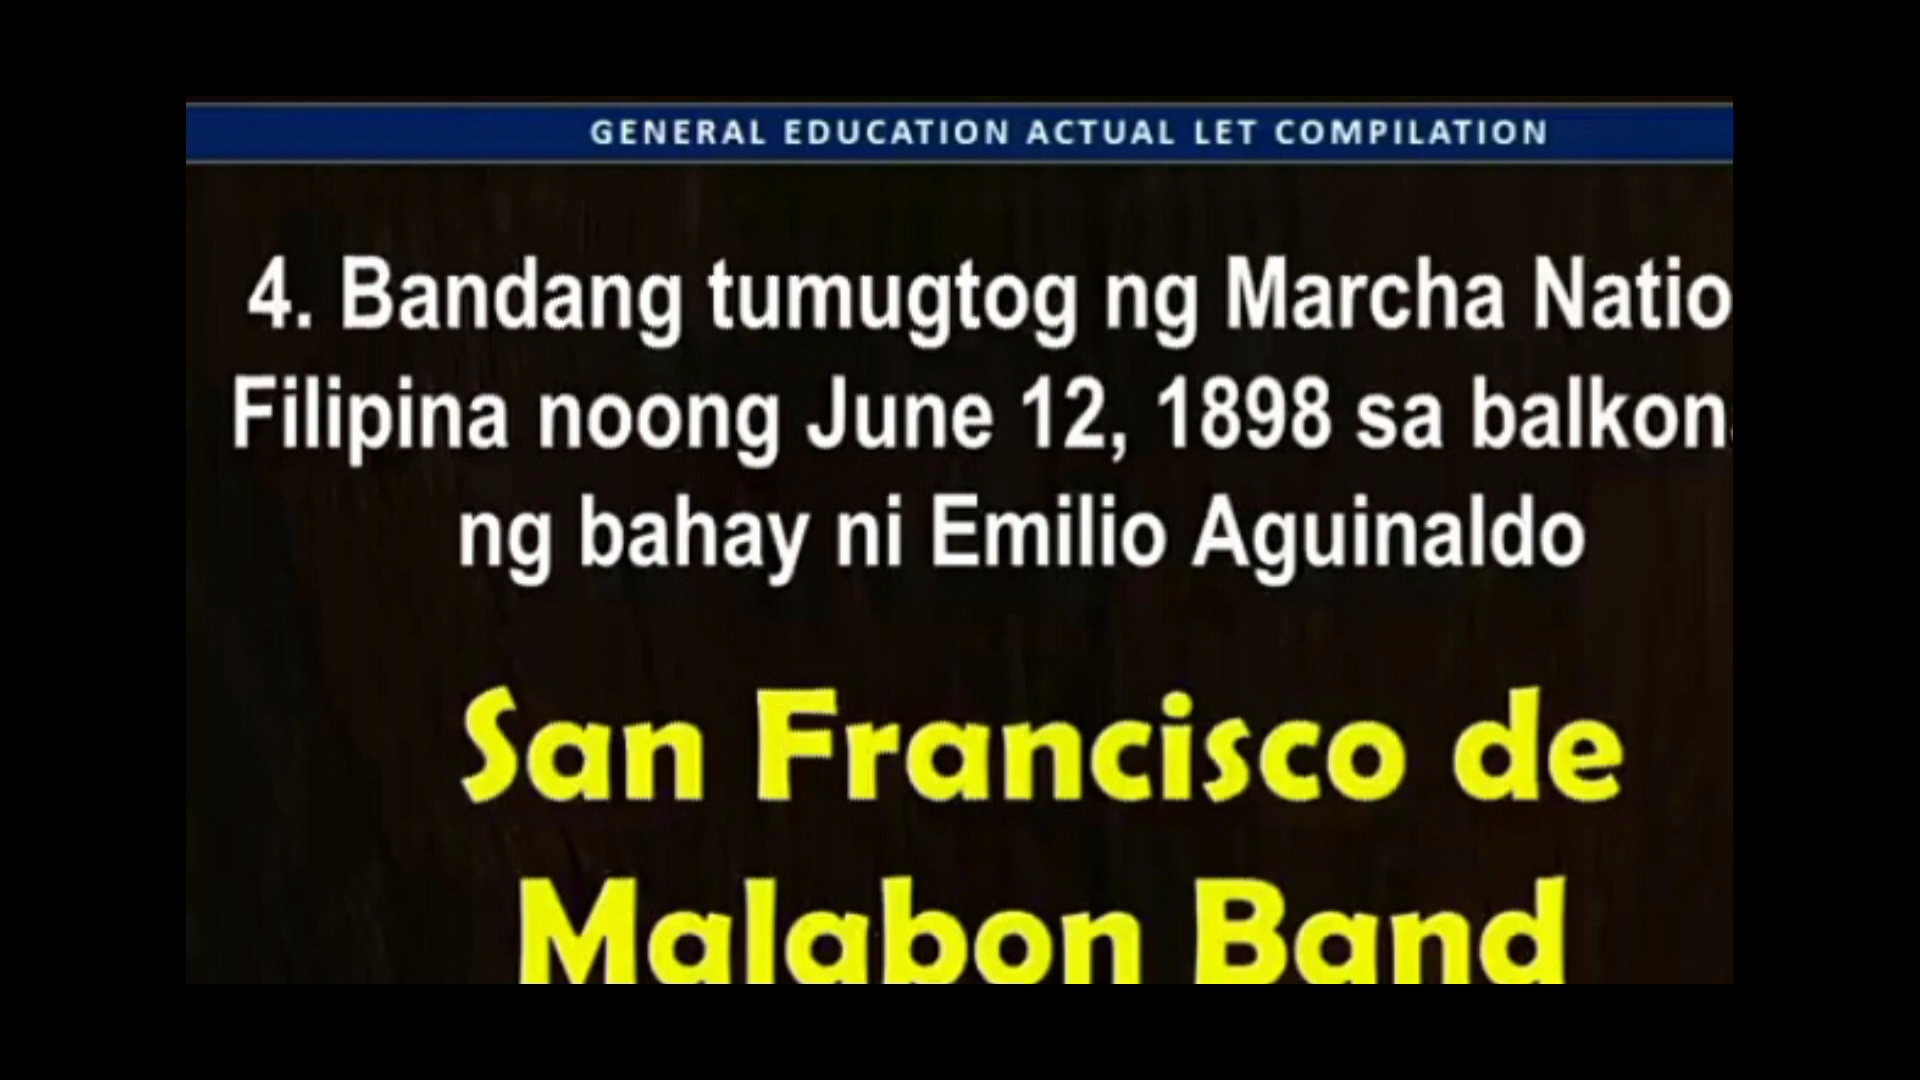 GENERAL EDUCATION ACTUAL LET COMPILATION
4. Bandang tumugtog ng Marcha Natio
Filipina noong June 12, 1898 sa balkon
ng bahay ni Emilio Aguinaldo
San Francisco de
Malabon Band